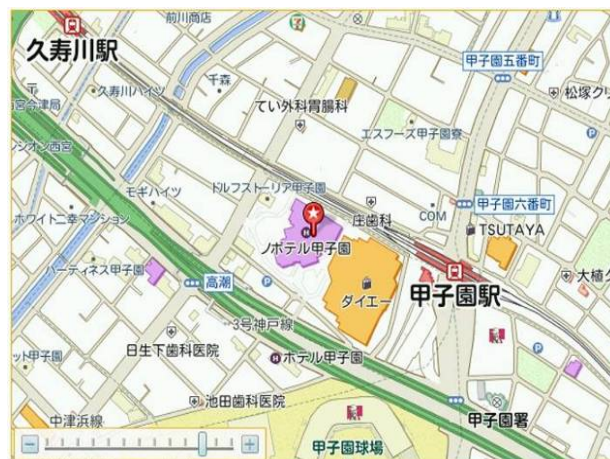 前川商店
久寿川駅
甲子園五番町
千森
宮今津局
久寿川ハイツ
松塚クリ
てい外科胃腸科
ンシオン西宮
エスフーズ甲子園寮
モギハイツ
ドルフストーリア甲子園
甲子園六番町
ホワイト二幸マンション
庄歯科
COM
TSUTAYA
ノボテル甲子園
パーティネス甲子園
高潮
ダイエー
甲子園駅
大植ク
3号神戸線
日生下歯科医院
ホテル甲子園
ット甲子園
池田歯科医院
中津浜線
甲子園署
甲子園球場